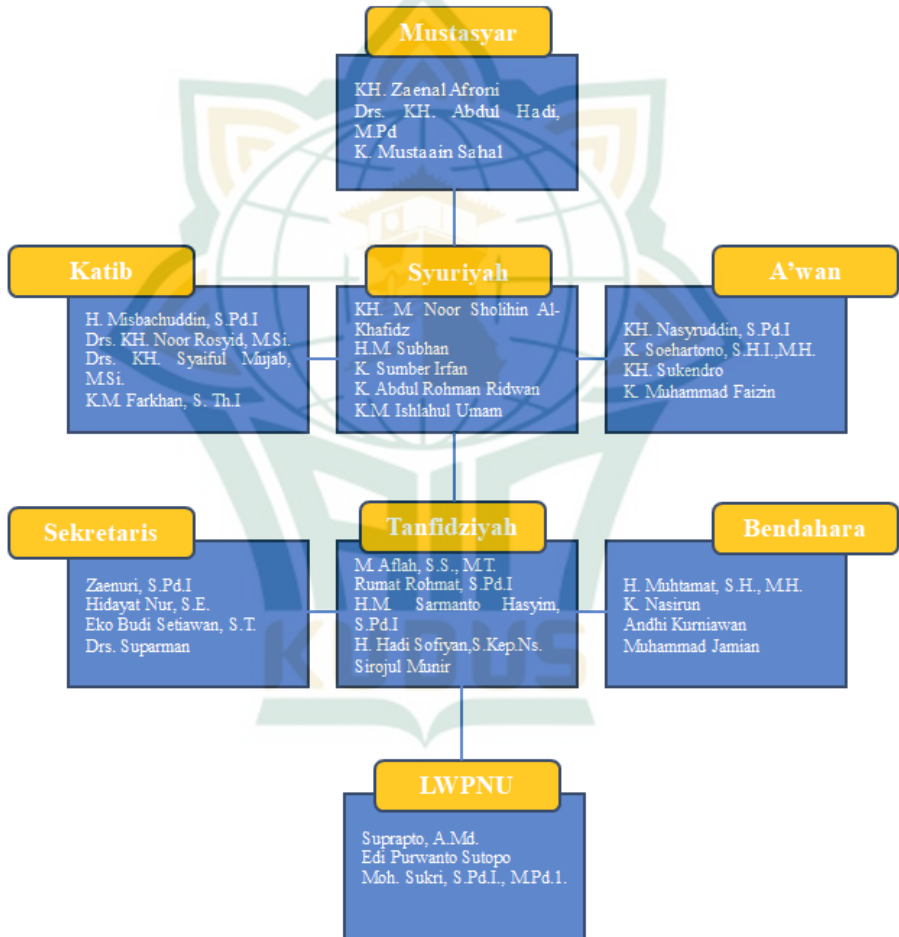 Mustasyar
KH. Zaenal Afroni
Drs. KH. Abdul Hadi,
M.Pd
K. Mustaain Sahal
Katib
H. Misbachuddin, S.Pd.I
Drs. KH. Noor Rosyid, M.Si.
Drs. KH. Syaiful Mujab,
M.Si.
K.M. Farkhan, S. Th.I
Syuriyah
KH. M. Noor Sholihin Al-
Khafidz
H.M. Subhan
K. Sumber Irfan
K. Abdul Rohman Ridwan
K.M. Ishlahul Umam
A’wan
KH. Nasyruddin, S.Pd.I
K. Soehartono, S.H.I.,M.H.
KH. Sukendro
K. Muhammad Faizin
Sekretaris
Zaenuri, S.Pd.I
Hidayat Nur, S.E.
Eko Budi Setiawan, S.T.
Drs. Suparman
Tanfidziyah
M. Aflah, S.S., M.T.
Rumat Rohmat, S.Pd.I
H.M. Sarmanto Hasyim,
S.Pd.I
H. Hadi Sofiyan,S.Kep.Ns.
Sirojul Munir
Bendahara
H. Muhtamat, S.H., M.H.
K. Nasirun
Andhi Kurniawan
Muhammad Jamian
KUDUS
LWPNU
Suprapto, A.Md.
Edi Purwanto Sutopo
Moh. Sukri, S.Pd.I., M.Pd.1.